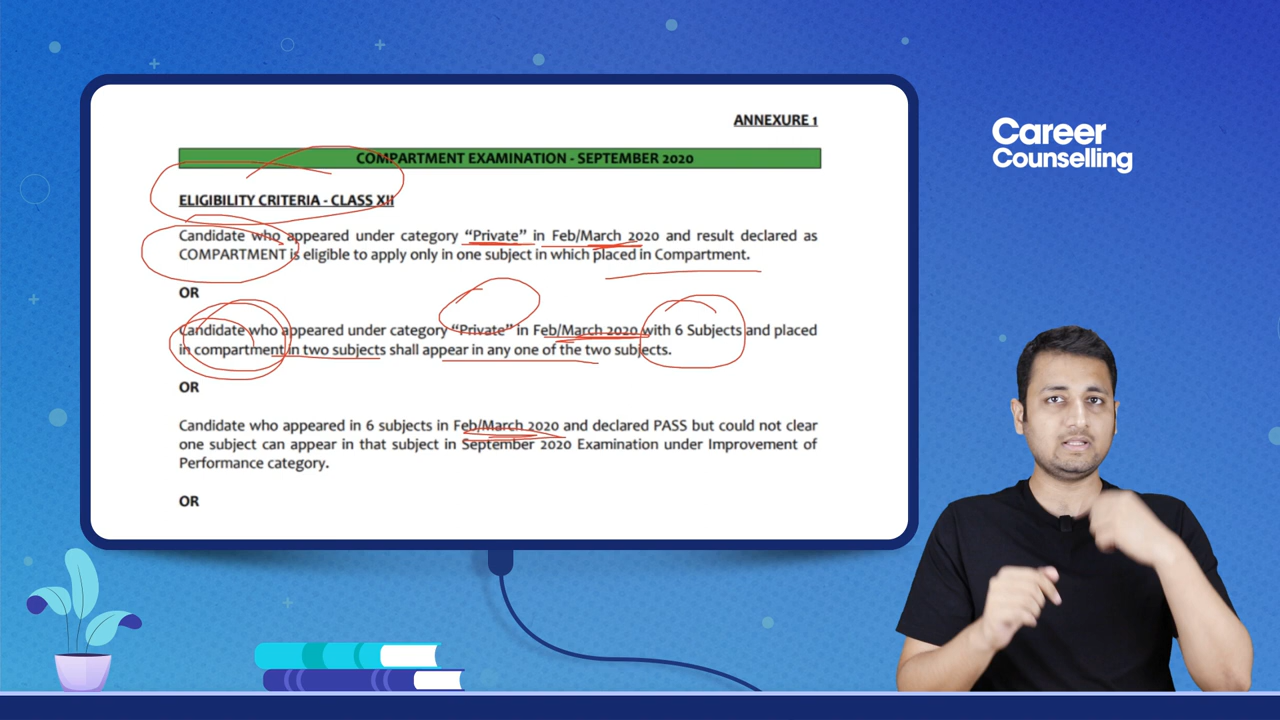 ANNEXURE 1
COMPARTMENT EXAMINATION - SEPTEMBER 2020
Career
Counselling
ELIGIBILITY CRITERIA - CLASS XII
Candidate who appeared under category “Private” in Feb/March 2020 and result declared as
COMPARTMENT is eligible to apply only in one subject in which placed in Compartment.
OR
Candidate who appeared under category “Private” in Feb/March 2020 with 6 Subjects and placed
in compartment in two subjects shall appear in any one of the two subjects.
OR
Candidate who appeared in 6 subjects in Feb/March 2020 and declared PASS but could not clear
one subject can appear in that subject in September 2020 Examination under Improvement of
Performance category.
OR